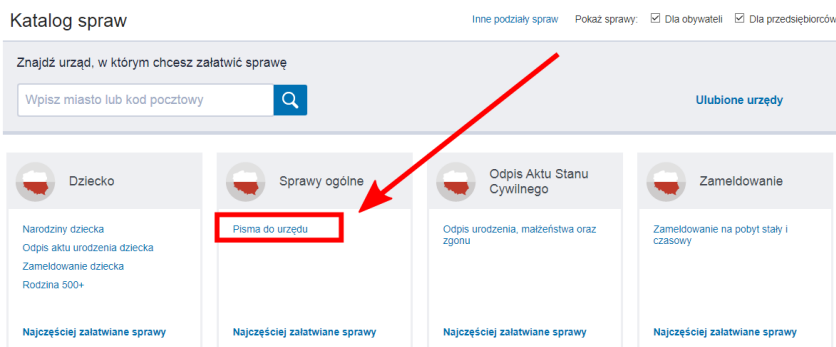 Katalog spraw
Inne podziały spraw Pokaż sprawy: Dla obywateli Dla przedsiębiorców
Znajdź urząd, w którym chcesz załatwić sprawę
Wpisz miasto lub kod pocztowy
Ulubione urzędy
Dziecko
Narodziny dziecka
Odpis aktu urodzenia dziecka
Zameldowanie dziecka
Rodzina 500+
Najczęściej załatwiane sprawy
Sprawy ogólne
Pisma do urzędu
Najczęściej załatwiane sprawy
Odpis Aktu Stanu
Cywilnego
Odpis urodzenia, małżeństwa oraz
zgonu
Najczęściej załatwiane sprawy
Zameldowanie
Zameldowanie na pobyt stały i
czasowy
Najczęściej załatwiane sprawy